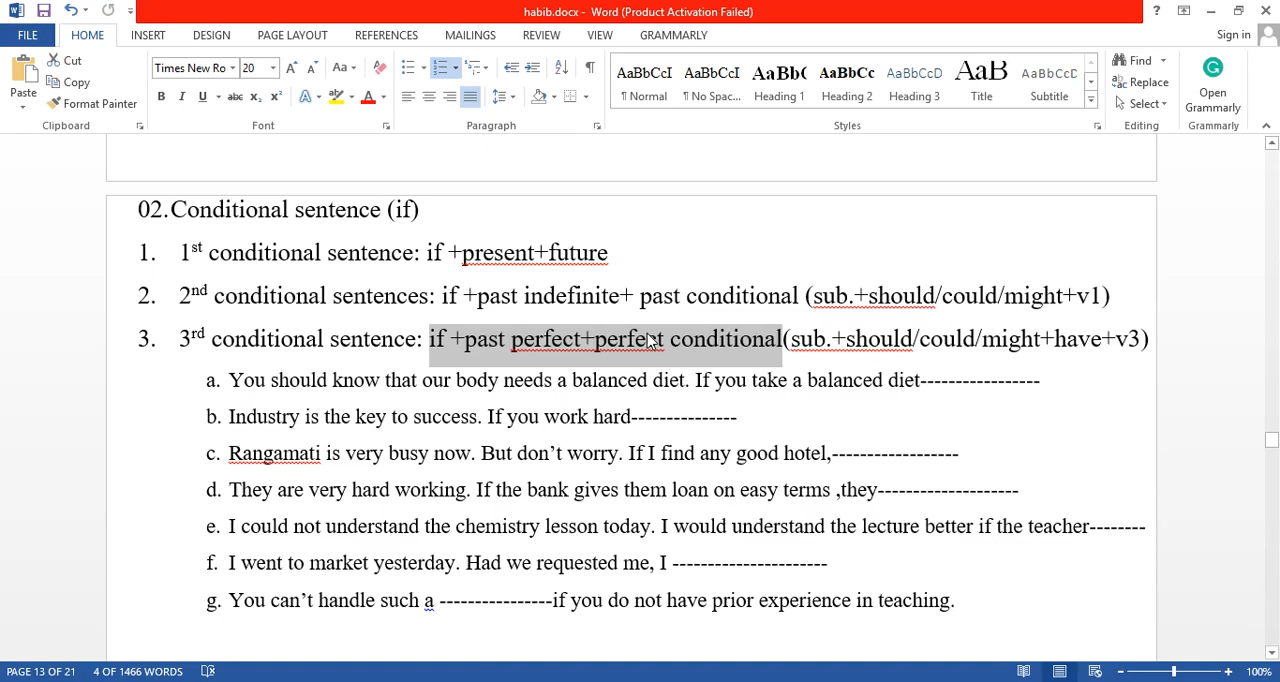 habib.docx - Word (Product Activation Failed)
? 
Sign in
FILE HOME INSERT DESIGN PAGE LAYOUT REFERENCES MAILINGS REVIEW VIEW GRAMMARLY
Paste
Cut
Copy
Format Painter
Clipboard
Times New Ro 20
Font
Paragraph
AaBbCcI AaBbCcI AaBb( AaBbCc AaBbCcD AaB AaBbCcD
¶ Normal ¶ No Spac... Heading 1 Heading 2 Heading 3 Title Subtitle
Styles
Find
Replace
Select
Editing
Open
Grammarly
Grammarly
02.Conditional sentence (if)
1. 1st conditional sentence: if +present+future
2. 2nd conditional sentences: if +past indefinite+ past conditional (sub.+should/could/might+v1)
3. 3rd conditional sentence: if +past perfect+perfect conditional(sub.+should/could/might+have+v3)
a. You should know that our body needs a balanced diet. If you take a balanced diet-----------------
b. Industry is the key to success. If you work hard---------------
c. Rangamati is very busy now. But don’t worry. If I find any good hotel,------------------
d. They are very hard working. If the bank gives them loan on easy terms ,they--------------------
e. I could not understand the chemistry lesson today. I would understand the lecture better if the teacher--------
f. I went to market yesterday. Had we requested me, I ----------------------
g. You can’t handle such a ----------------if you do not have prior experience in teaching.
PAGE 13 OF 21 4 OF 1466 WORDS 100%